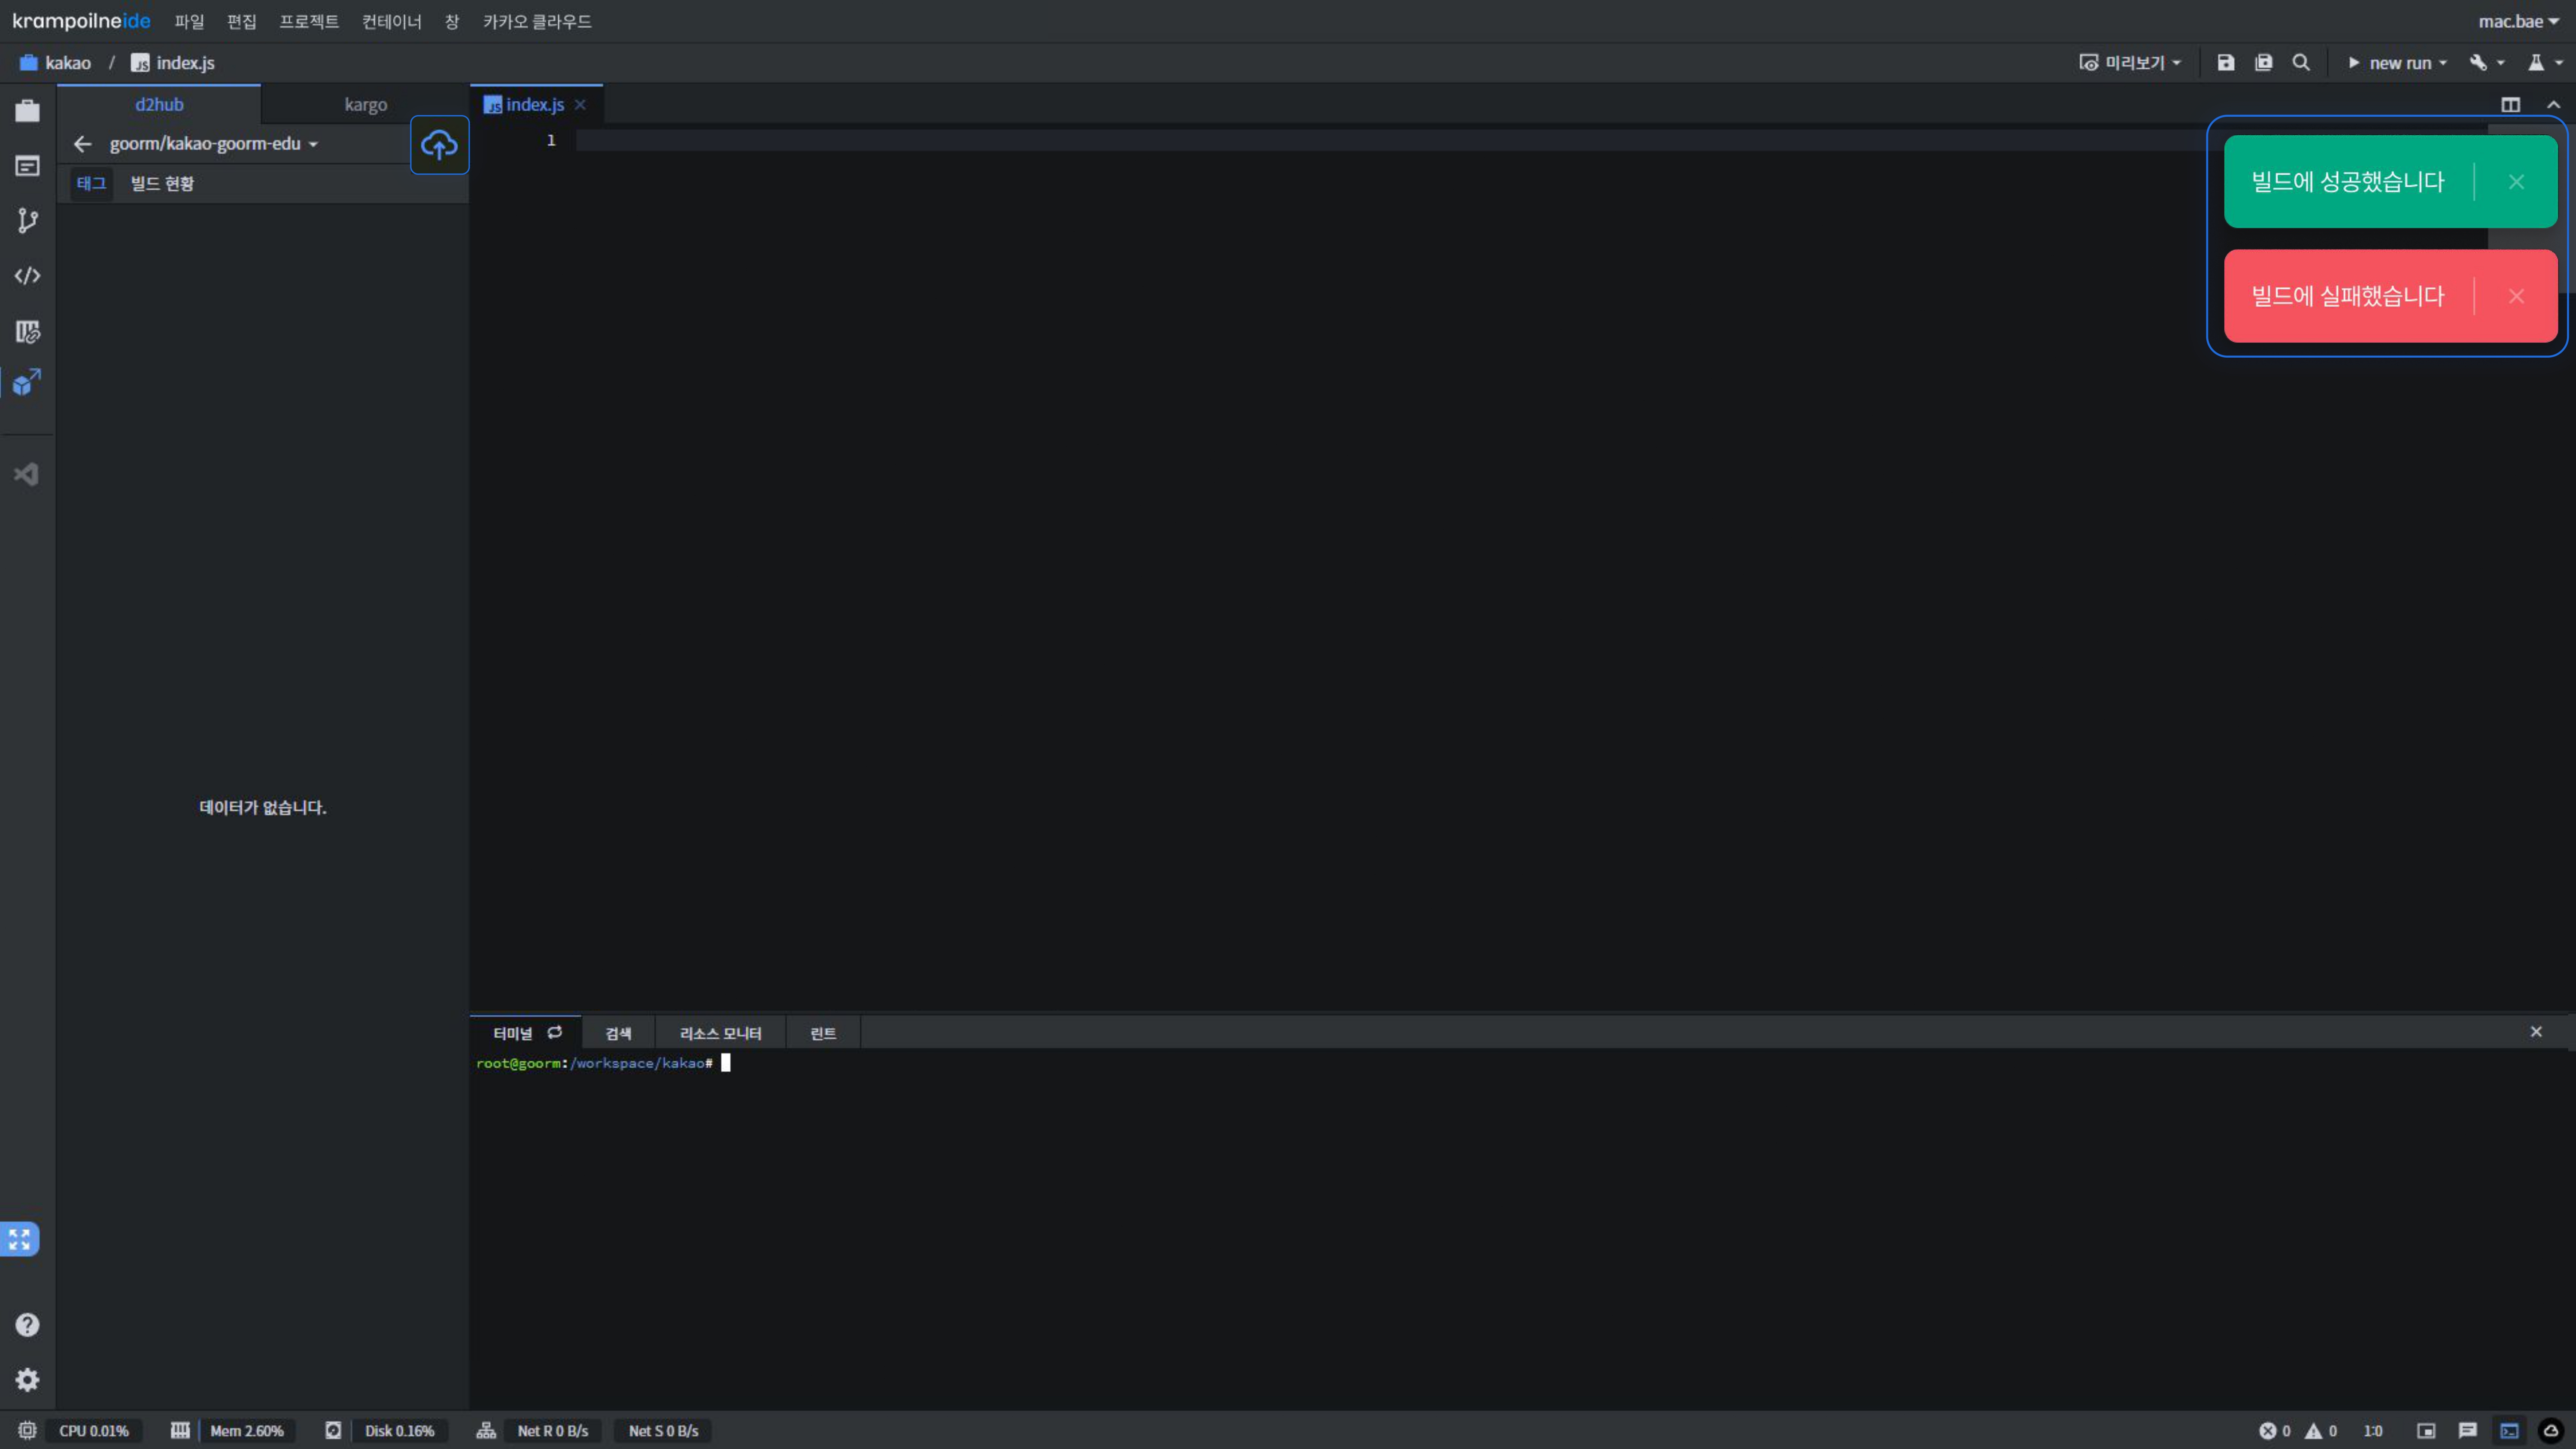 krampoilneide 파일 편집 프로젝트 컨테이너 창 카카오 클라우드 mac.bae
kakao / JS index.js 미리보기 new run
d2hub kargo JS index.js
goorm/kakao-goorm-edu 1
태그 빌드 현황
빌드에 성공했습니다
빌드에 실패했습니다
데이터가 없습니다.
터미널 검색 리소스 모니터 린트
root@goorm:/workspace/kakao#
CPU 0.01% Mem 2.60% Disk 0.16% Net R 0 B/s Net S 0 B/s 0 0 1:0